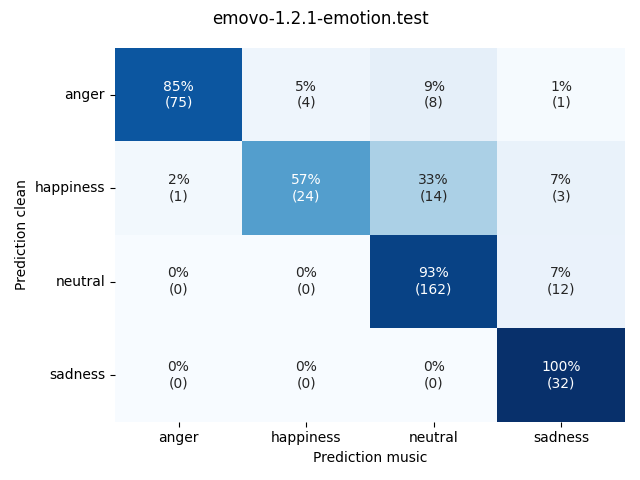 emovo-1.2.1-emotion.test
Prediction clean
anger
85%
(75)
5%
(4)
9%
(8)
1%
(1)
happiness
2%
(1)
57%
(24)
33%
(14)
7%
(3)
neutral
0%
(0)
0%
(0)
93%
(162)
7%
(12)
sadness
0%
(0)
0%
(0)
0%
(0)
100%
(32)
anger
happiness
neutral
sadness
Prediction music